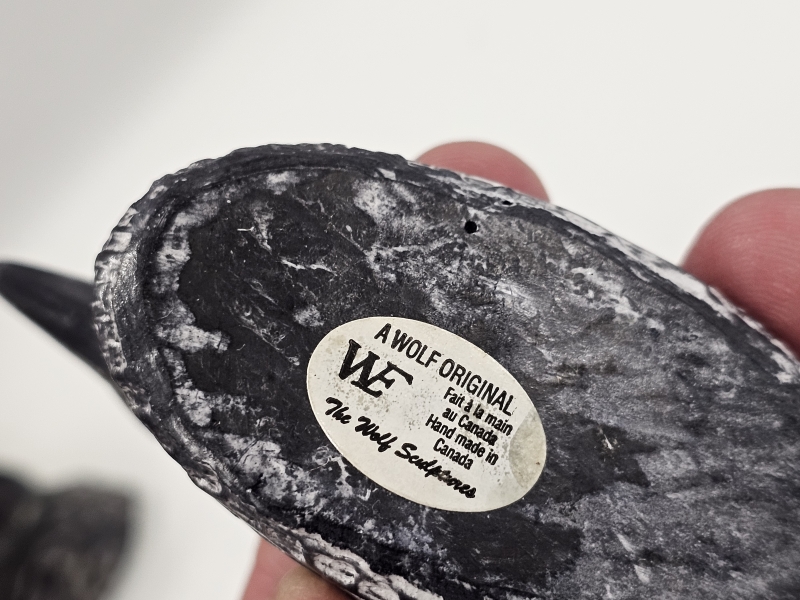 A WOLF ORIGINAL
WF
Fait à la main
au Canada
Hand made in
Canada
The Wolf Sculptures